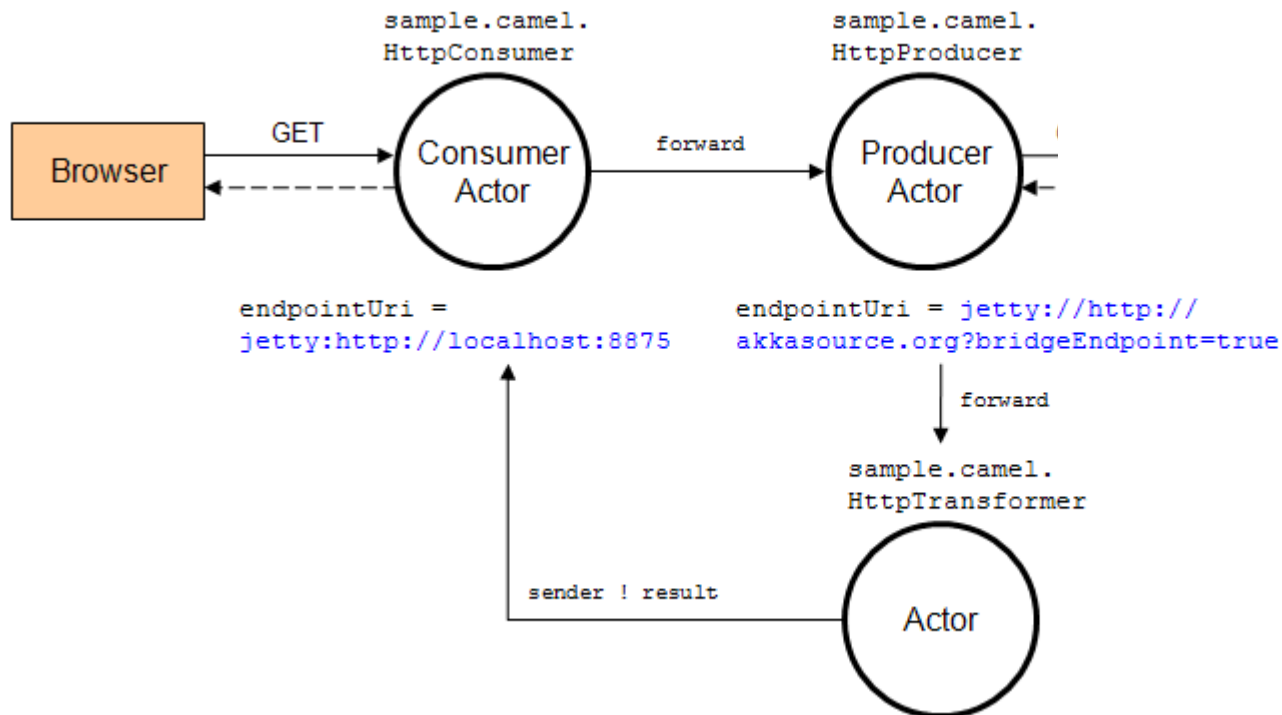 sample.camel.
HttpConsumer
sample.camel.
HttpProducer
Browser
GET
Consumer
Actor
forward
Producer
Actor
endpointUri =
jetty:http://localhost:8875
endpointUri = jetty://http://
akkasource.org?bridgeEndpoint=true
forward
sample.camel.
HttpTransformer
sender ! result
Actor